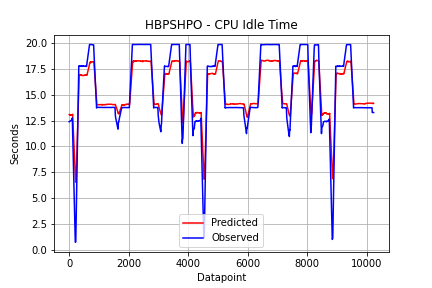 HBPSHPO - CPU Idle Time
20.0
17.5
15.0
12.5
10.0
7.5
5.0
2.5
0.0
Seconds
Predicted
Observed
0 2000 4000 6000 8000 10000
Datapoint